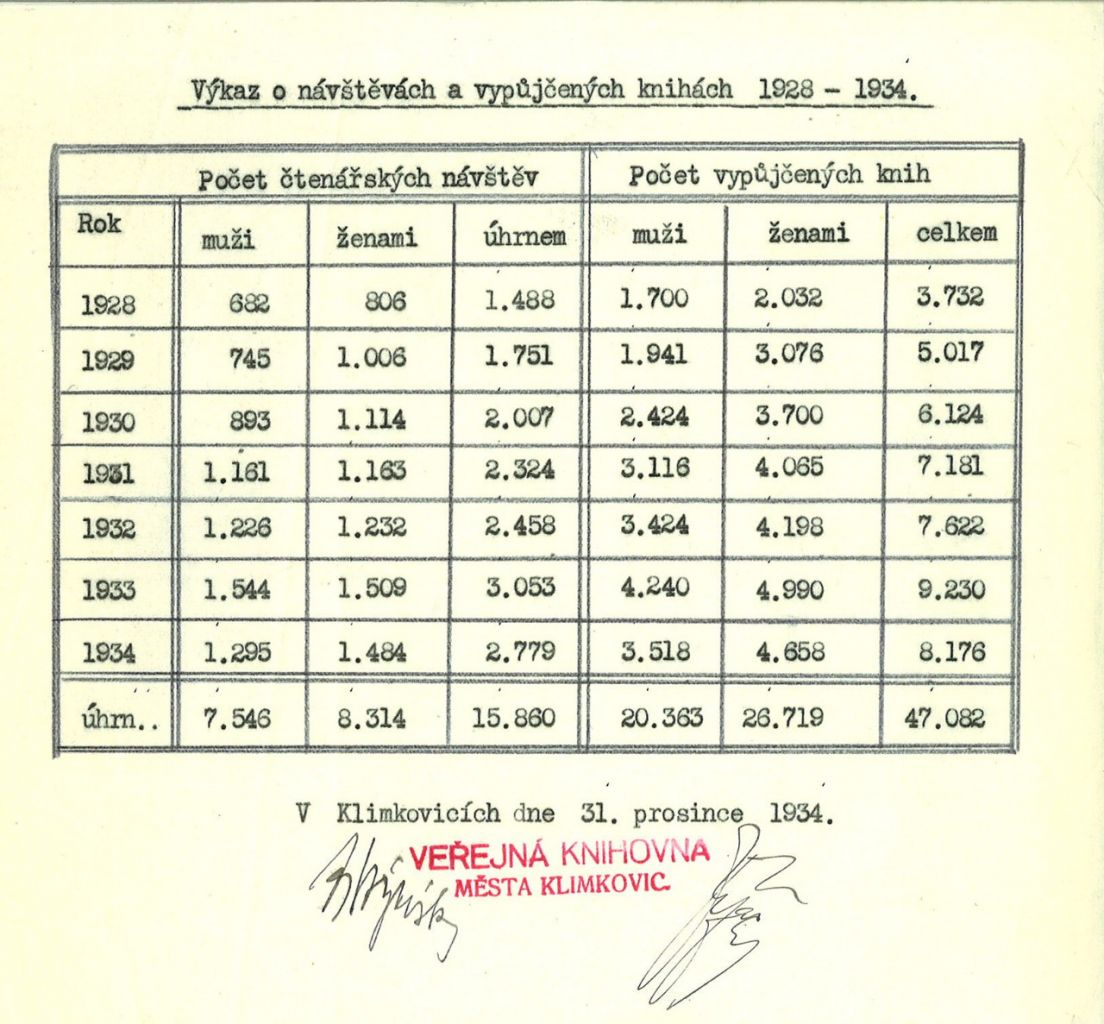 Výkaz o návštěvách a vypůjčených knihách 1928 - 1934.
Počet čtenářských návštěv Počet vypůjčených knih
Rok muži ženami úhrnem muži ženami celkem
1928 682 806 1.488 1.700 2.032 3.732
1929 745 1.006 1.751 1.941 3.076 5.017
1930 893 1.114 2.007 2.424 3.700 6.124
1931 1.161 1.163 2.324 3.116 4.065 7.181
1932 1.226 1.232 2.458 3.424 4.198 7.622
1933 1.544 1.509 3.053 4.240 4.990 9.230
1934 1.295 1.484 2.779 3.518 4.658 8.176
úhrn.. 7.546 8.314 15.860 20.363 26.719 47.082
V Klimkovicích dne 31. prosince 1934.
VEŘEJNÁ KNIHOVNA
MĚSTA KLIMKOVIC.